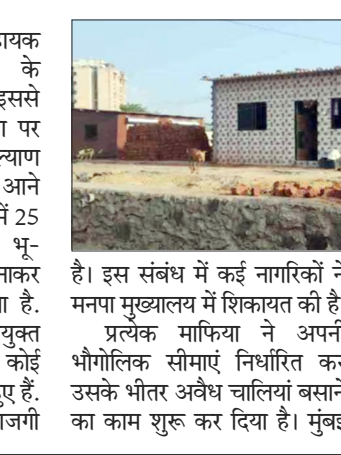 ायक
के
इससे
पर
ल्याण
आने
में 25
भू-
नाकर
है.
युक्त
कोई
हुए हैं.
ाजगी
है। इस संबंध में कई नागरिकों ने
मनपा मुख्यालय में शिकायत की है
प्रत्येक माफिया ने अपनी
भौगोलिक सीमाएं निर्धारित कर
उसके भीतर अवैध चालियां बसाने
का काम शुरू कर दिया है। मुंबई